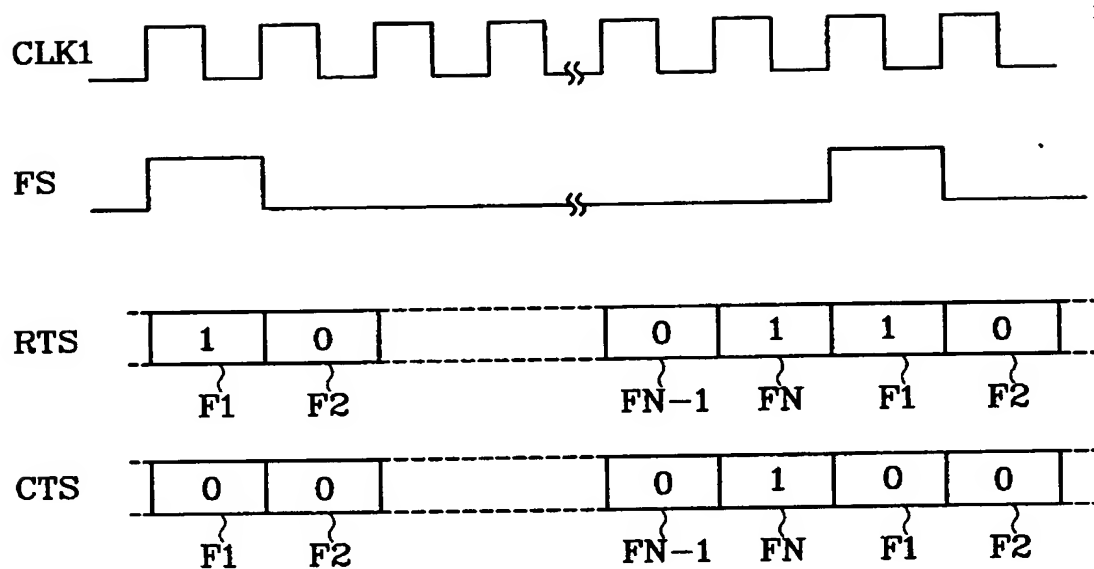 CLK1
FS
RTS 1 0 0 1 1 0
F1 F2 FN-1 FN F1 F2
CTS 0 0 0 1 0 0
F1 F2 FN-1 FN F1 F2